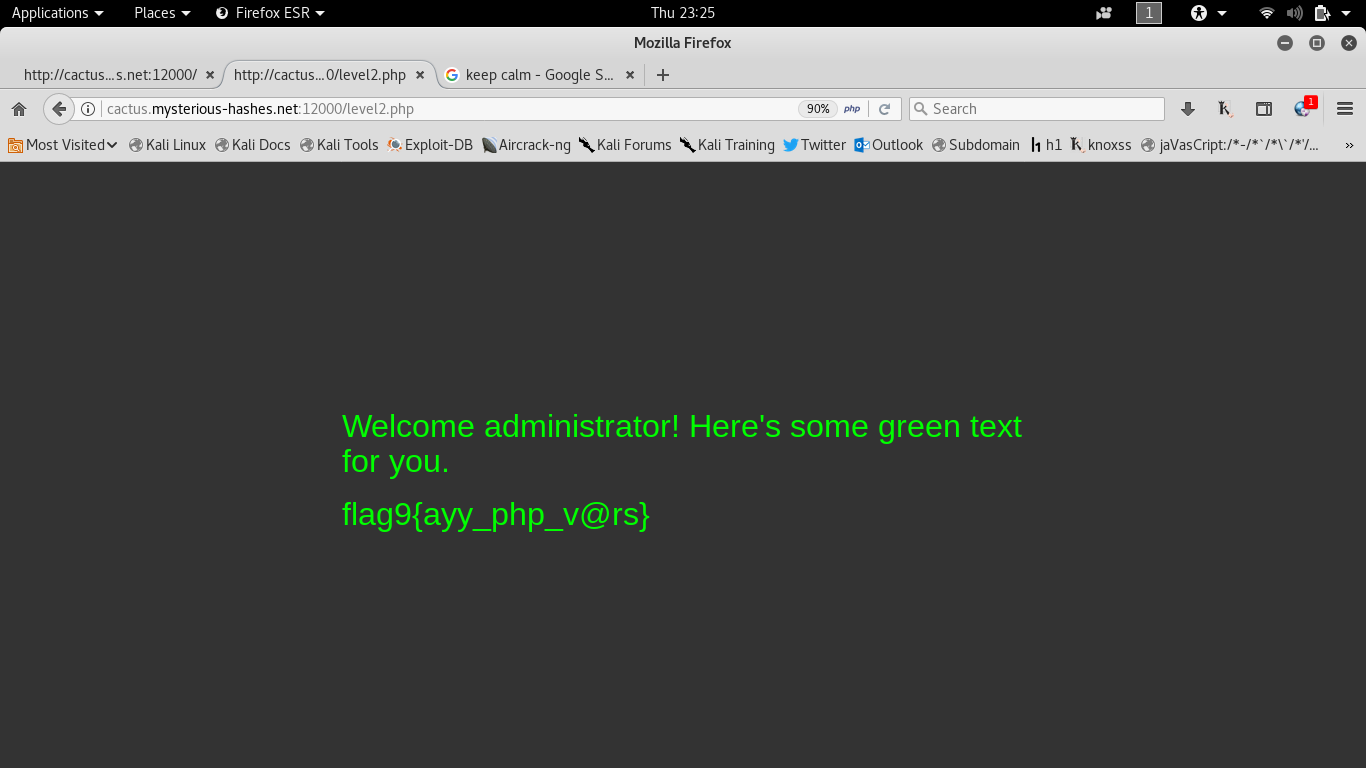 Applications Places Firefox ESR Thu 23:25 1
Mozilla Firefox
http://cactus...s.net:12000/ http://cactus...0/level2.php keep calm - Google S...
cactus.mysterious-hashes.net:12000/level2.php 90% php Search 1
Most Visited Kali Linux Kali Docs Kali Tools Exploit-DB Aircrack-ng Kali Forums Kali Training Twitter Outlook Subdomain h1 knoxss jaVasCript:/*-/*`/*\`/*'/... »
Welcome administrator! Here's some green text
for you.
flag9{ayy_php_v@rs}